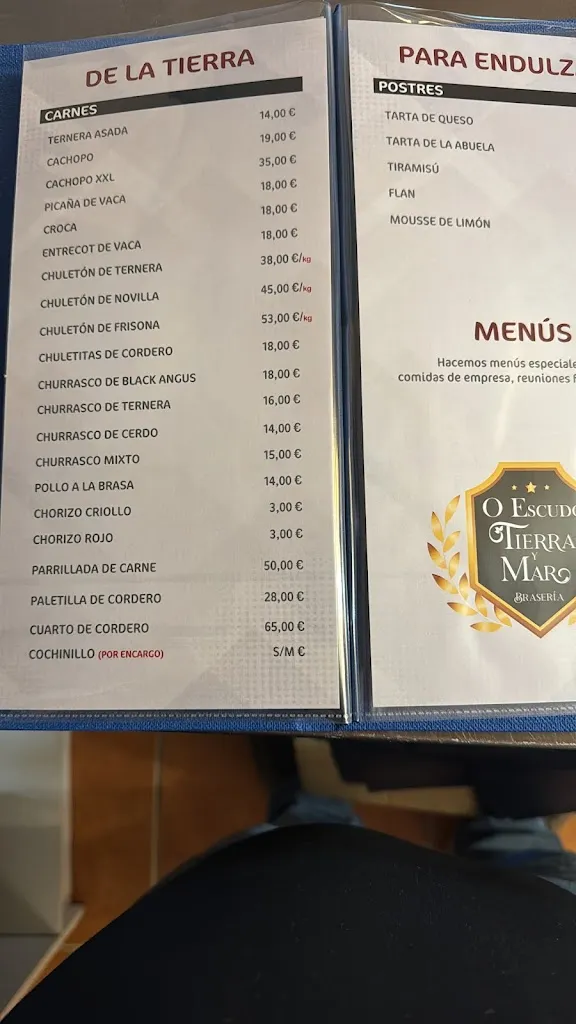 DE LA TIERRA
CARNES
TERNERA ASADA 14,00 €
CACHOPO 19,00 €
CACHOPO XXL 35,00 €
PICAÑA DE VACA 18,00 €
CROCA 18,00 €
ENTRECOT DE VACA 18,00 €
CHULETÓN DE TERNERA 38,00 €/kg
CHULETÓN DE NOVILLA 45,00 €/kg
CHULETÓN DE FRISONA 53,00 €/kg
CHULETITAS DE CORDERO 18,00 €
CHURRASCO DE BLACK ANGUS 18,00 €
CHURRASCO DE TERNERA 16,00 €
CHURRASCO DE CERDO 14,00 €
CHURRASCO MIXTO 15,00 €
POLLO A LA BRASA 14,00 €
CHORIZO CRIOLLO 3,00 €
CHORIZO ROJO 3,00 €
PARRILLADA DE CARNE 50,00 €
PALETILLA DE CORDERO 28,00 €
CUARTO DE CORDERO 65,00 €
COCHINILLO (POR ENCARGO) S/M €
PARA ENDULZ
POSTRES
TARTA DE QUESO
TARTA DE LA ABUELA
TIRAMISÚ
FLAN
MOUSSE DE LIMÓN
MENÚS
Hacemos menús especiale
comidas de empresa, reuniones f
O ESCUDO
TIERRA
Y
MAR
BRASERÍA